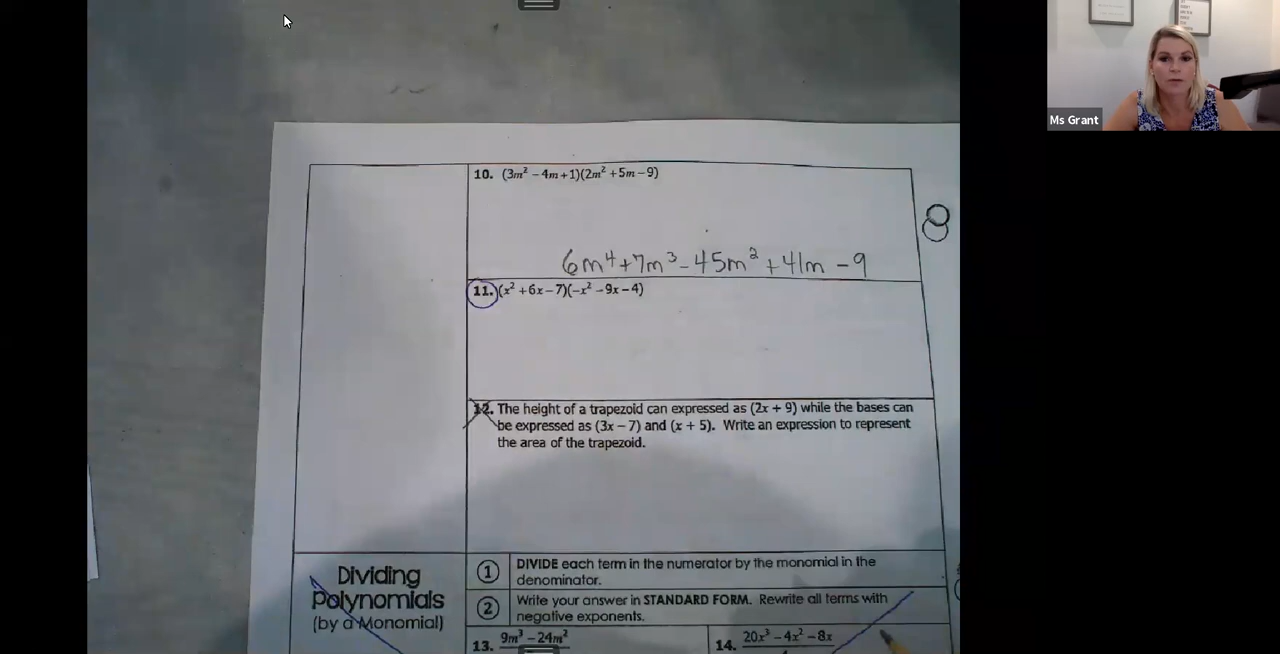 Ms Grant
10. (3m² − 4m + 1)(2m² + 5m − 9)
6m⁴ + 7m³ − 45m² + 41m − 9
11. (x² + 6x − 7)(−x² − 9x − 4)
12. The height of a trapezoid can expressed as (2x + 9) while the bases can
be expressed as (3x − 7) and (x + 5). Write an expression to represent
the area of the trapezoid.
Dividing
Polynomials
(by a Monomial)
1 DIVIDE each term in the numerator by the monomial in the
denominator.
2 Write your answer in STANDARD FORM. Rewrite all terms with
negative exponents.
13. 9m³ − 24m²
14. 20x³ − 4x² − 8x